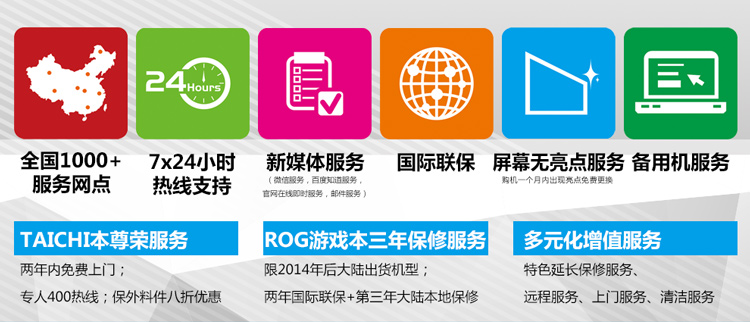 24
Hours
全国1000+
服务网点
7x24小时
热线支持
新媒体服务
（微信服务，百度知道服务，
官网在线即时服务，邮件服务）
国际联保
屏幕无亮点服务
购机一个月内出现亮点免费更换
备用机服务
TAICHI本尊荣服务
两年内免费上门；
专人400热线；保外料件八折优惠
ROG游戏本三年保修服务
限2014年后大陆出货机型；
两年国际联保+第三年大陆本地保修
多元化增值服务
特色延长保修服务、
远程服务、上门服务、清洁服务